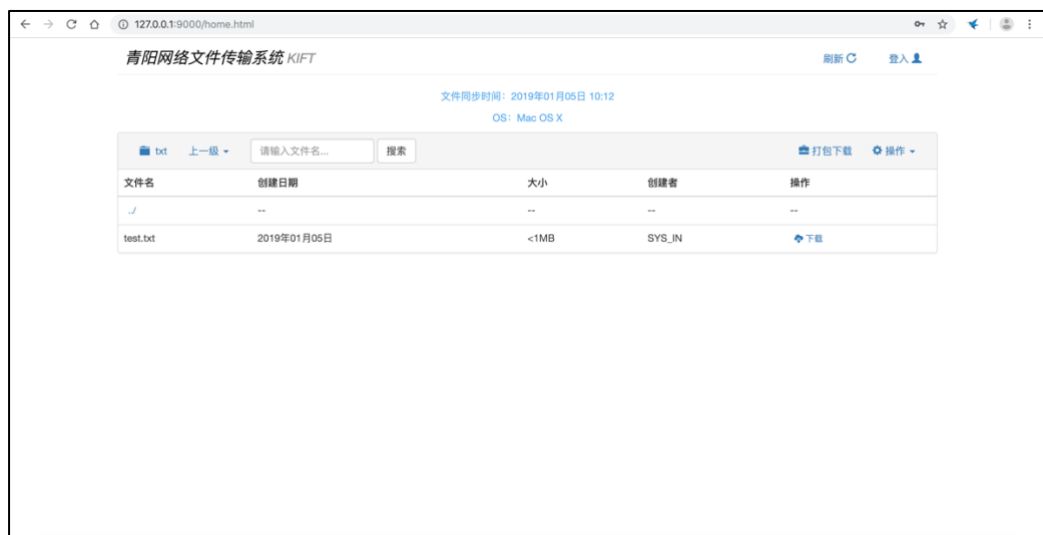 127.0.0.1:9000/home.html
青阳网络文件传输系统 KIFT 刷新 登入
文件同步时间：2019年01月05日 10:12
OS：Mac OS X
txt 上一级 请输入文件名... 搜索 打包下载 操作
文件名 创建日期 大小 创建者 操作
../ -- -- -- --
test.txt 2019年01月05日 <1MB SYS_IN 下载